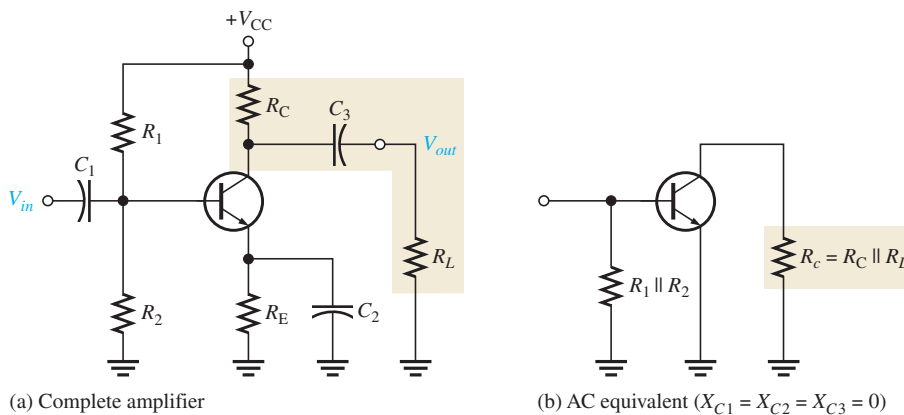 +V_CC
R_C
C_3
R_1
V_out
C_1
V_in
R_L
R_2
R_E
C_2
R_1 || R_2
R_c = R_C || R_L
(a) Complete amplifier
(b) AC equivalent (X_C1 = X_C2 = X_C3 = 0)